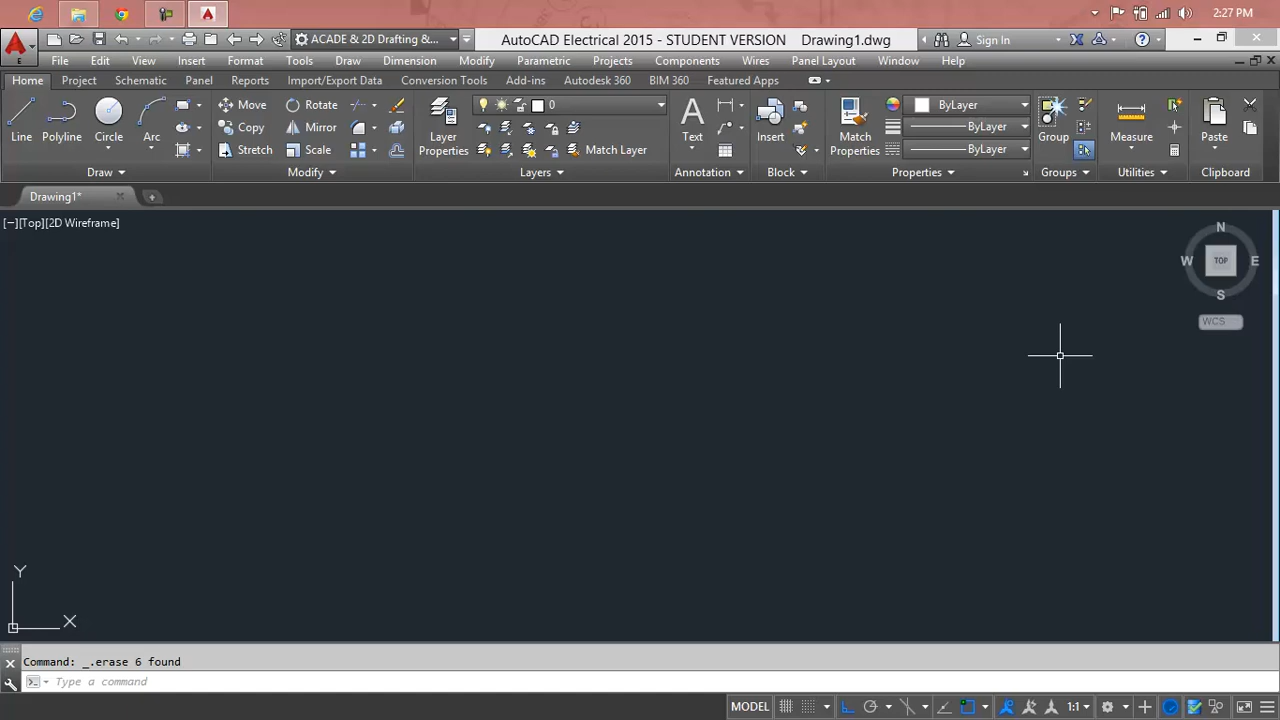 2:27 PM
ACADE & 2D Drafting &...
AutoCAD Electrical 2015 - STUDENT VERSION Drawing1.dwg
Sign In
E
File Edit View Insert Format Tools Draw Dimension Modify Parametric Projects Components Wires Panel Layout Window Help
Home Project Schematic Panel Reports Import/Export Data Conversion Tools Add-ins Autodesk 360 BIM 360 Featured Apps
Line Polyline Circle Arc
Move Rotate
Copy Mirror
Stretch Scale
Layer Properties
0
Match Layer
Text
Insert
Match Properties
ByLayer
ByLayer
ByLayer
Group
Measure
Paste
Draw Modify Layers Annotation Block Properties Groups Utilities Clipboard
Drawing1*
[−][Top][2D Wireframe]
N
W TOP E
S
WCS
Y
X
Command: _.erase 6 found
Type a command
MODEL 1:1